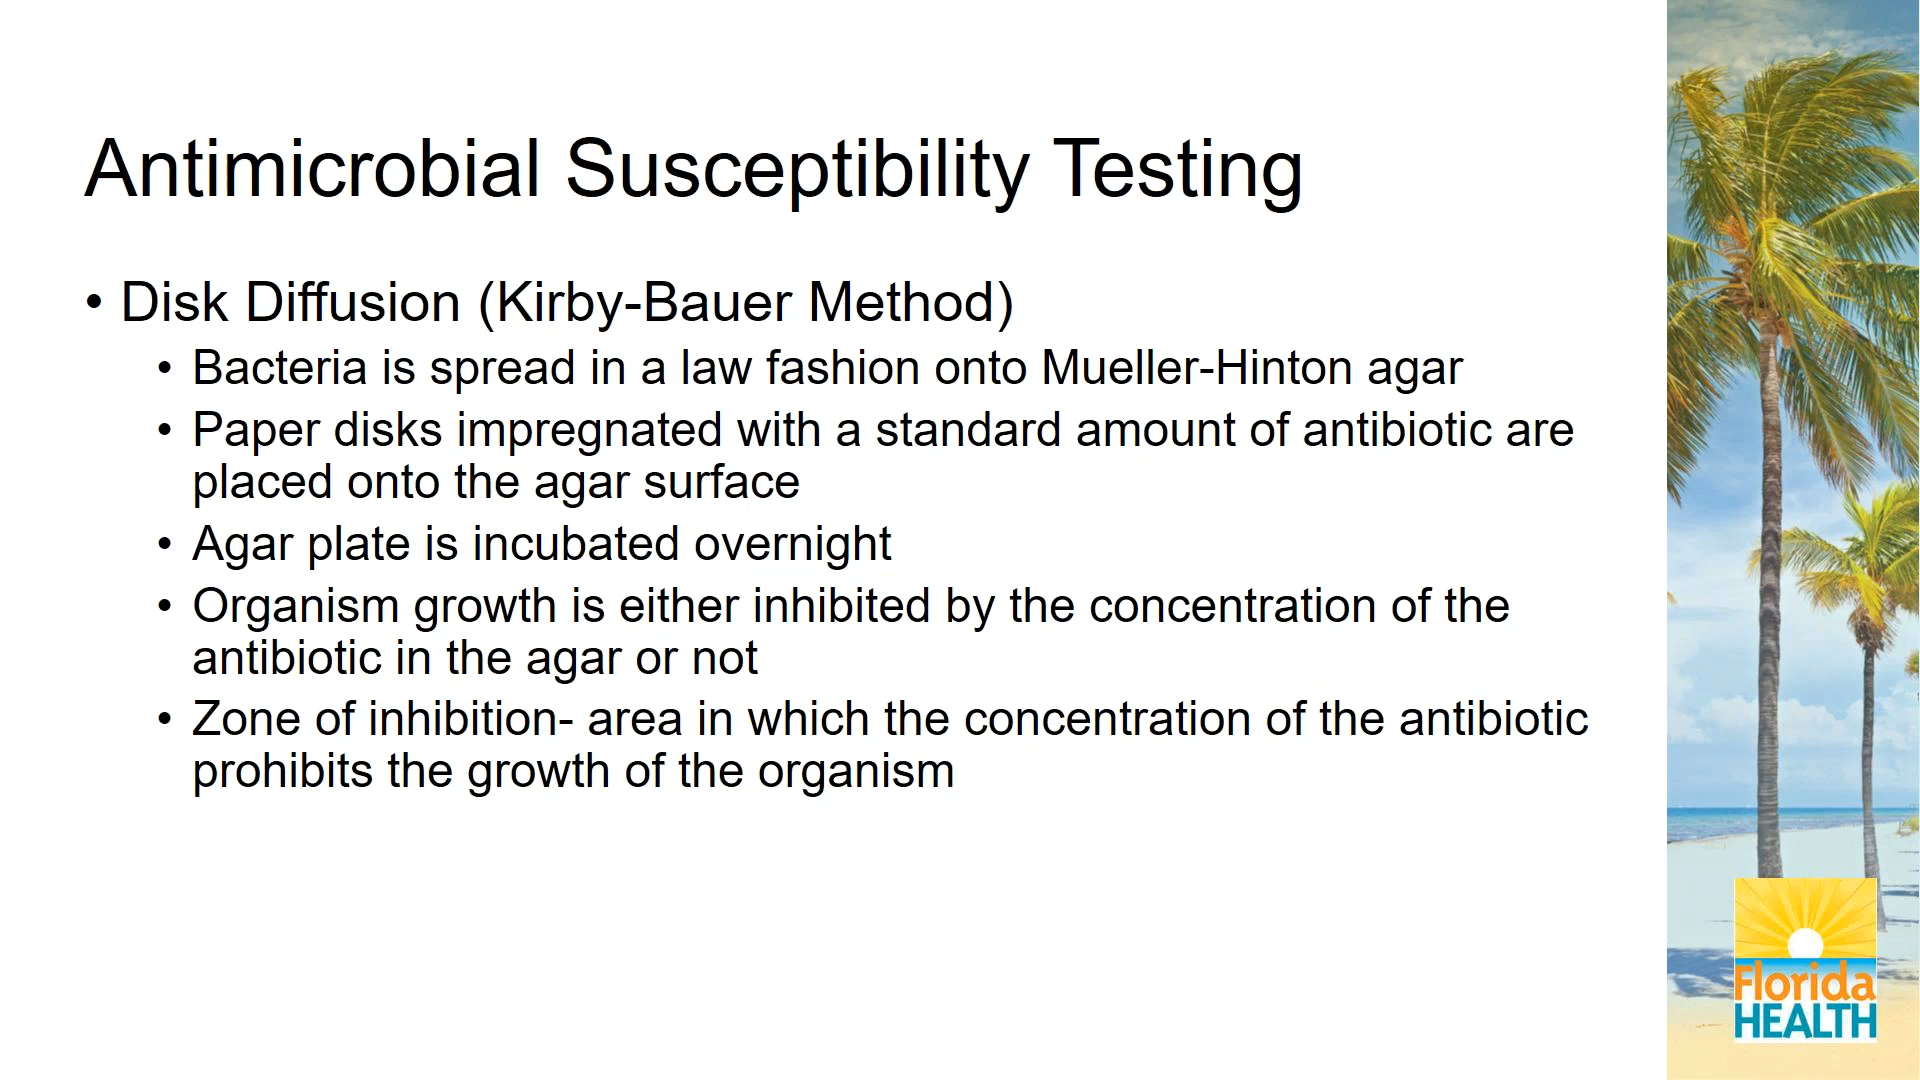 Antimicrobial Susceptibility Testing
• Disk Diffusion (Kirby-Bauer Method)
• Bacteria is spread in a law fashion onto Mueller-Hinton agar
• Paper disks impregnated with a standard amount of antibiotic are
placed onto the agar surface
• Agar plate is incubated overnight
• Organism growth is either inhibited by the concentration of the
antibiotic in the agar or not
• Zone of inhibition- area in which the concentration of the antibiotic
prohibits the growth of the organism
Florida
HEALTH